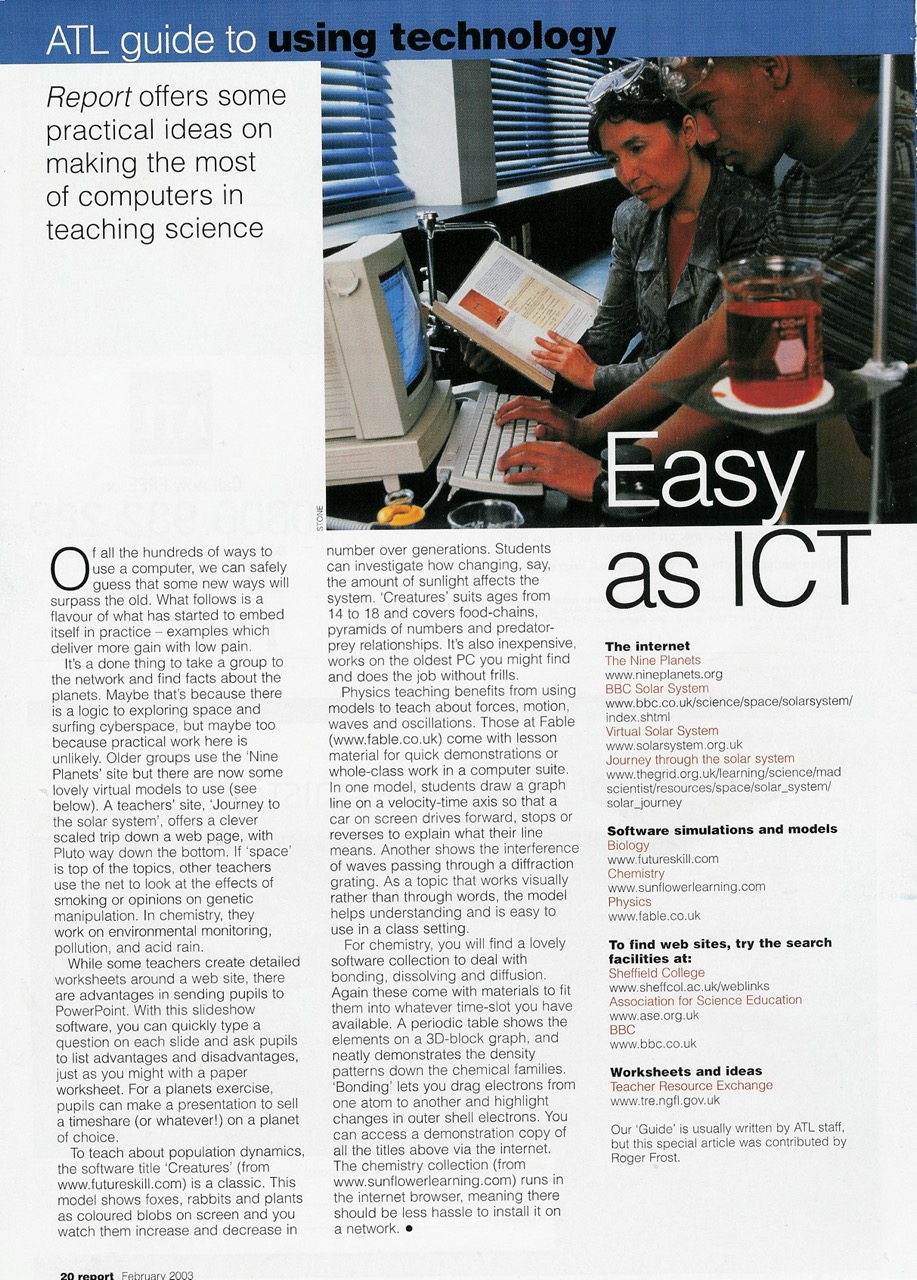 ATL guide to using technology
Report offers some
practical ideas on
making the most
of computers in
teaching science
STONE
Easy
as ICT
Of all the hundreds of ways to
use a computer, we can safely
guess that some new ways will
surpass the old. What follows is a
flavour of what has started to embed
itself in practice – examples which
deliver more gain with low pain.
It's a done thing to take a group to
the network and find facts about the
planets. Maybe that's because there
is a logic to exploring space and
surfing cyberspace, but maybe too
because practical work here is
unlikely. Older groups use the 'Nine
Planets' site but there are now some
lovely virtual models to use (see
below). A teachers' site, 'Journey to
the solar system', offers a clever
scaled trip down a web page, with
Pluto way down the bottom. If 'space'
is top of the topics, other teachers
use the net to look at the effects of
smoking or opinions on genetic
manipulation. In chemistry, they
work on environmental monitoring,
pollution, and acid rain.
While some teachers create detailed
worksheets around a web site, there
are advantages in sending pupils to
PowerPoint. With this slideshow
software, you can quickly type a
question on each slide and ask pupils
to list advantages and disadvantages,
just as you might with a paper
worksheet. For a planets exercise,
pupils can make a presentation to sell
a timeshare (or whatever!) on a planet
of choice.
To teach about population dynamics,
the software title 'Creatures' (from
www.futureskill.com) is a classic. This
model shows foxes, rabbits and plants
as coloured blobs on screen and you
watch them increase and decrease in
number over generations. Students
can investigate how changing, say,
the amount of sunlight affects the
system. 'Creatures' suits ages from
14 to 18 and covers food-chains,
pyramids of numbers and predator-
prey relationships. It's also inexpensive,
works on the oldest PC you might find
and does the job without frills.
Physics teaching benefits from using
models to teach about forces, motion,
waves and oscillations. Those at Fable
(www.fable.co.uk) come with lesson
material for quick demonstrations or
whole-class work in a computer suite.
In one model, students draw a graph
line on a velocity-time axis so that a
car on screen drives forward, stops or
reverses to explain what their line
means. Another shows the interference
of waves passing through a diffraction
grating. As a topic that works visually
rather than through words, the model
helps understanding and is easy to
use in a class setting.
For chemistry, you will find a lovely
software collection to deal with
bonding, dissolving and diffusion.
Again these come with materials to fit
them into whatever time-slot you have
available. A periodic table shows the
elements on a 3D-block graph, and
neatly demonstrates the density
patterns down the chemical families.
'Bonding' lets you drag electrons from
one atom to another and highlight
changes in outer shell electrons. You
can access a demonstration copy of
all the titles above via the internet.
The chemistry collection (from
www.sunflowerlearning.com) runs in
the internet browser, meaning there
should be less hassle to install it on
a network. ●
The internet
The Nine Planets
www.nineplanets.org
BBC Solar System
www.bbc.co.uk/science/space/solarsystem/
index.shtml
Virtual Solar System
www.solarsystem.org.uk
Journey through the solar system
www.thegrid.org.uk/learning/science/mad
scientist/resources/space/solar_system/
solar_journey
Software simulations and models
Biology
www.futureskill.com
Chemistry
www.sunflowerlearning.com
Physics
www.fable.co.uk
To find web sites, try the search
facilities at:
Sheffield College
www.sheffcol.ac.uk/weblinks
Association for Science Education
www.ase.org.uk
BBC
www.bbc.co.uk
Worksheets and ideas
Teacher Resource Exchange
www.tre.ngfl.gov.uk
Our 'Guide' is usually written by ATL staff,
but this special article was contributed by
Roger Frost.
20 report February 2003